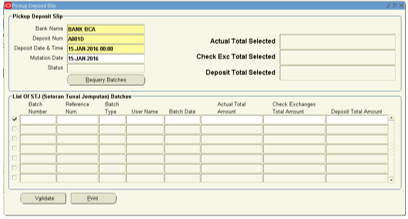 Pickup Deposit Slip
Pickup Deposit Slip
Bank Name BANK BCA
Deposit Num A001D
Deposit Date & Time 15-JAN-2016 00:00
Mutation Date 15-JAN-2016
Status
Requery Batches
Actual Total Selected
Check Exc Total Selected
Deposit Total Selected
List Of STJ (Setoran Tunai Jemputan) Batches
Batch Number Reference Num Batch Type User Name Batch Date Actual Total Amount Check Exchanges Total Amount Deposit Total Amount
Validate Print